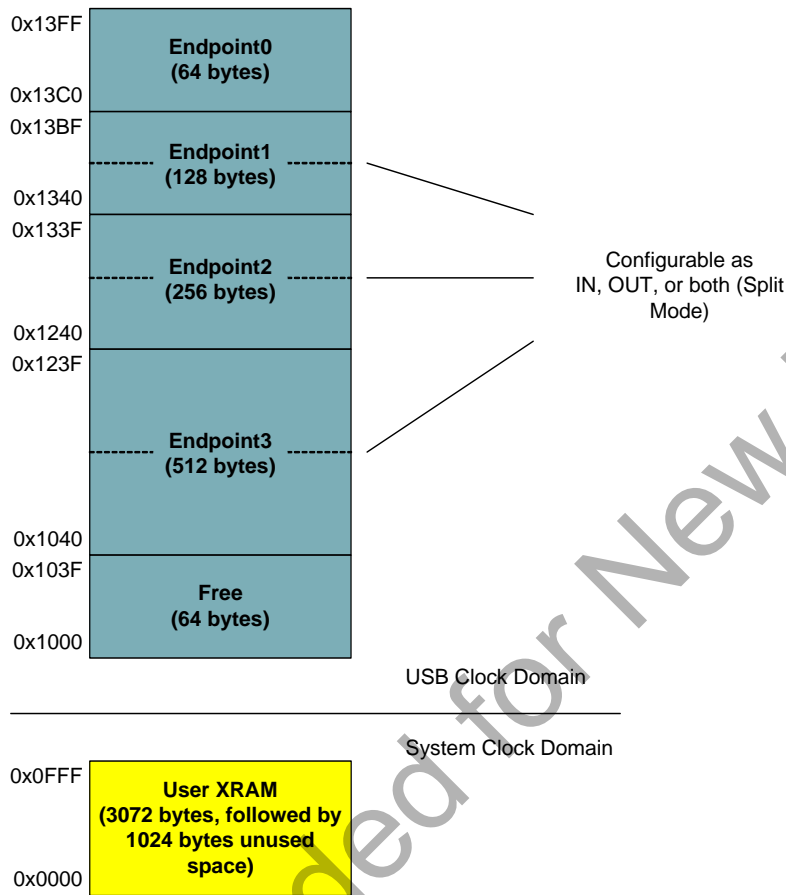 0x13FF
Endpoint0
(64 bytes)
0x13C0
0x13BF
Endpoint1
(128 bytes)
0x1340
0x133F
Endpoint2
(256 bytes)
0x1240
0x123F
Endpoint3
(512 bytes)
0x1040
0x103F
Free
(64 bytes)
0x1000
Configurable as
IN, OUT, or both (Split
Mode)
USB Clock Domain
System Clock Domain
0x0FFF
User XRAM
(3072 bytes, followed by
1024 bytes unused
space)
0x0000
for New